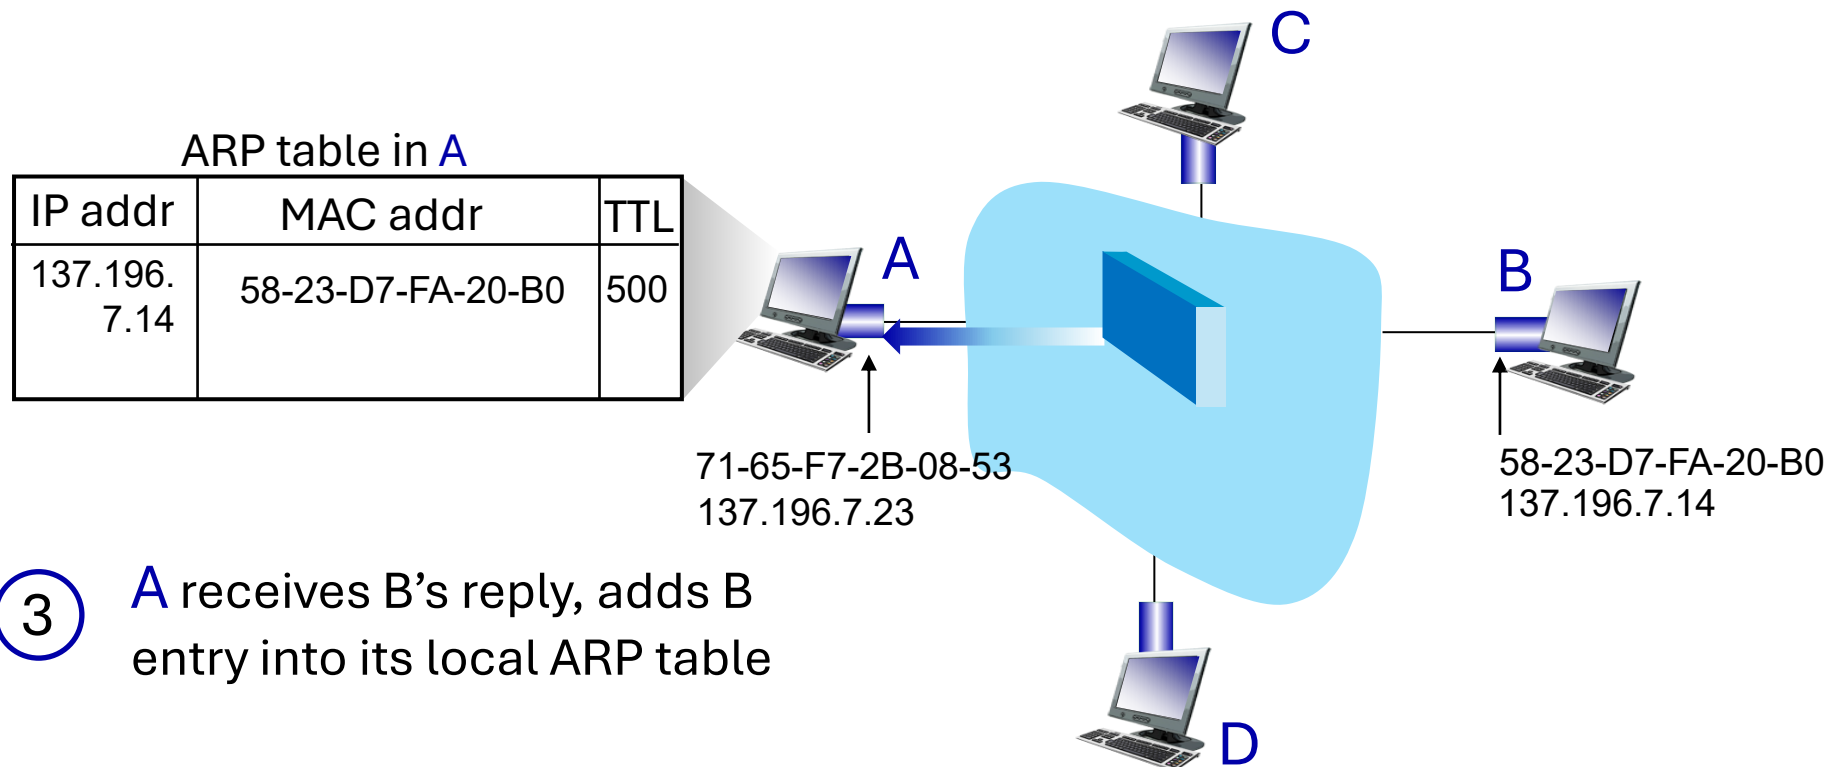 C
ARP table in A
IP addr
MAC addr
TTL
137.196.
7.14
58-23-D7-FA-20-B0
500
A
B
71-65-F7-2B-08-53
137.196.7.23
58-23-D7-FA-20-B0
137.196.7.14
3
A receives B’s reply, adds B
entry into its local ARP table
D